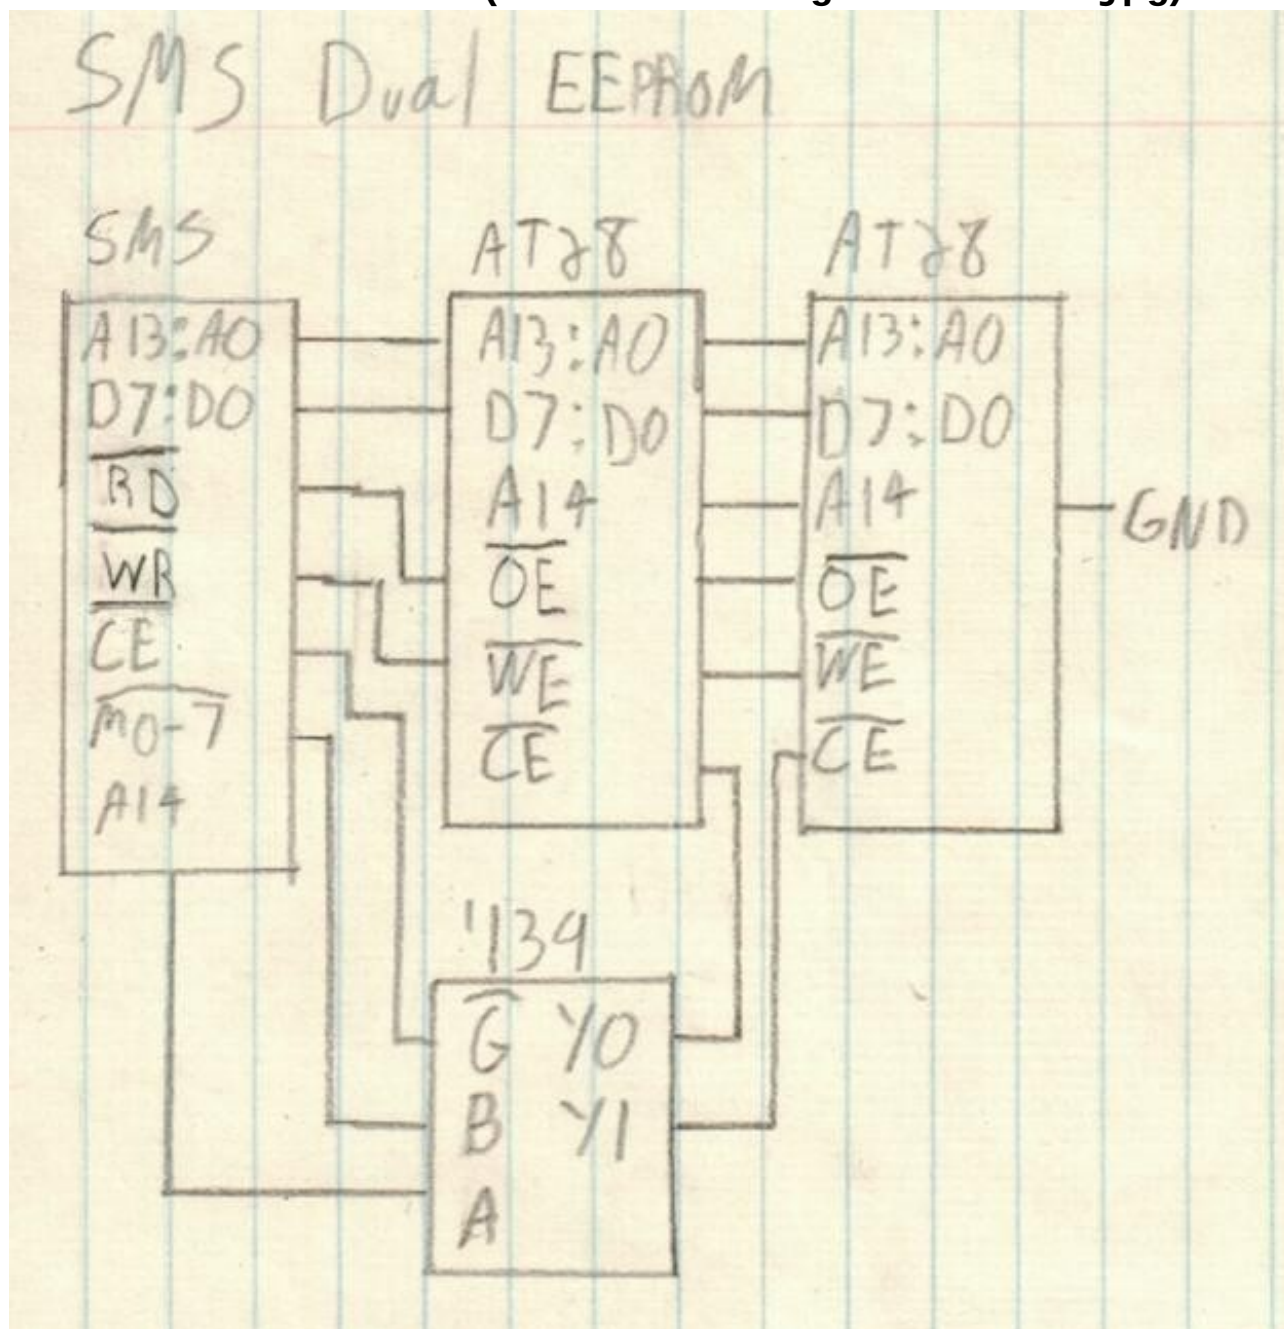 SMS Dual EEPROM
SMS
A13:A0
D7:D0
RD
WR
CE
M0-7
A14
AT28
A13:A0
D7:D0
A14
OE
WE
CE
AT28
A13:A0
D7:D0
A14
OE
WE
CE
GND
'139
G Y0
B Y1
A